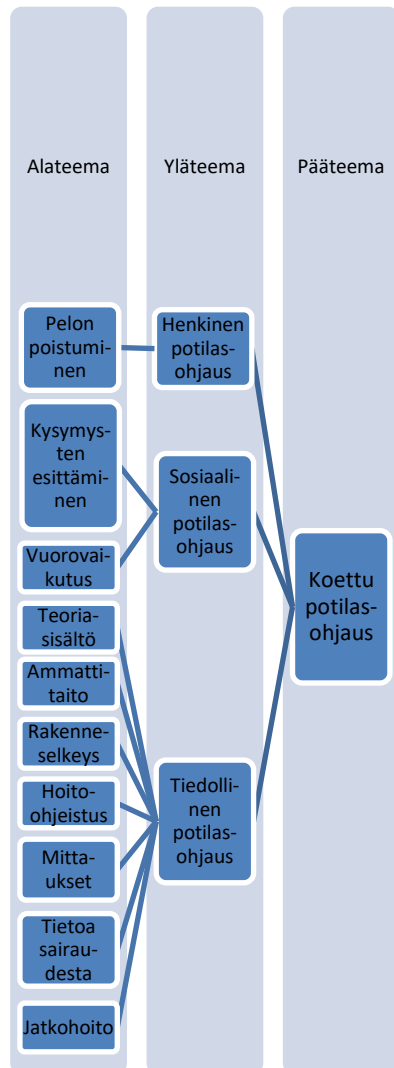 Alateema
Yläteema
Pääteema
Pelon
poistumi-
nen
Henkinen
potilas-
ohjaus
Kysymys-
ten
esittämi-
nen
Sosiaali-
nen
potilas-
ohjaus
Vuorovai-
kutus
Koettu
potilas-
ohjaus
Teoria-
sisältö
Ammatti-
taito
Rakenne-
selkeys
Tiedolli-
nen
potilas-
ohjaus
Hoito-
ohjeistus
Mitta-
ukset
Tietoa
sairau-
desta
Jatkohoito